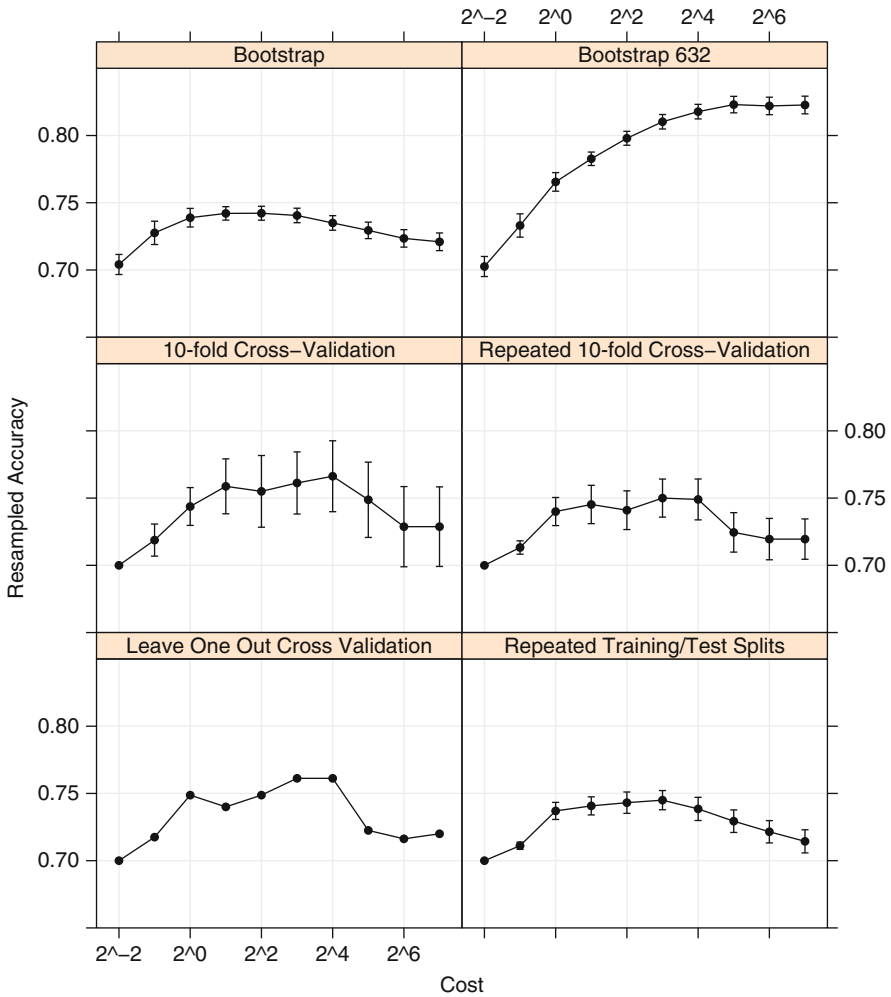 2^−2 2^0 2^2 2^4 2^6
Bootstrap Bootstrap 632
0.80
0.75
0.70
10-fold Cross−Validation Repeated 10-fold Cross−Validation
0.80
0.75
0.70
Resampled Accuracy
Leave One Out Cross Validation Repeated Training/Test Splits
0.80
0.75
0.70
2^−2 2^0 2^2 2^4 2^6
Cost